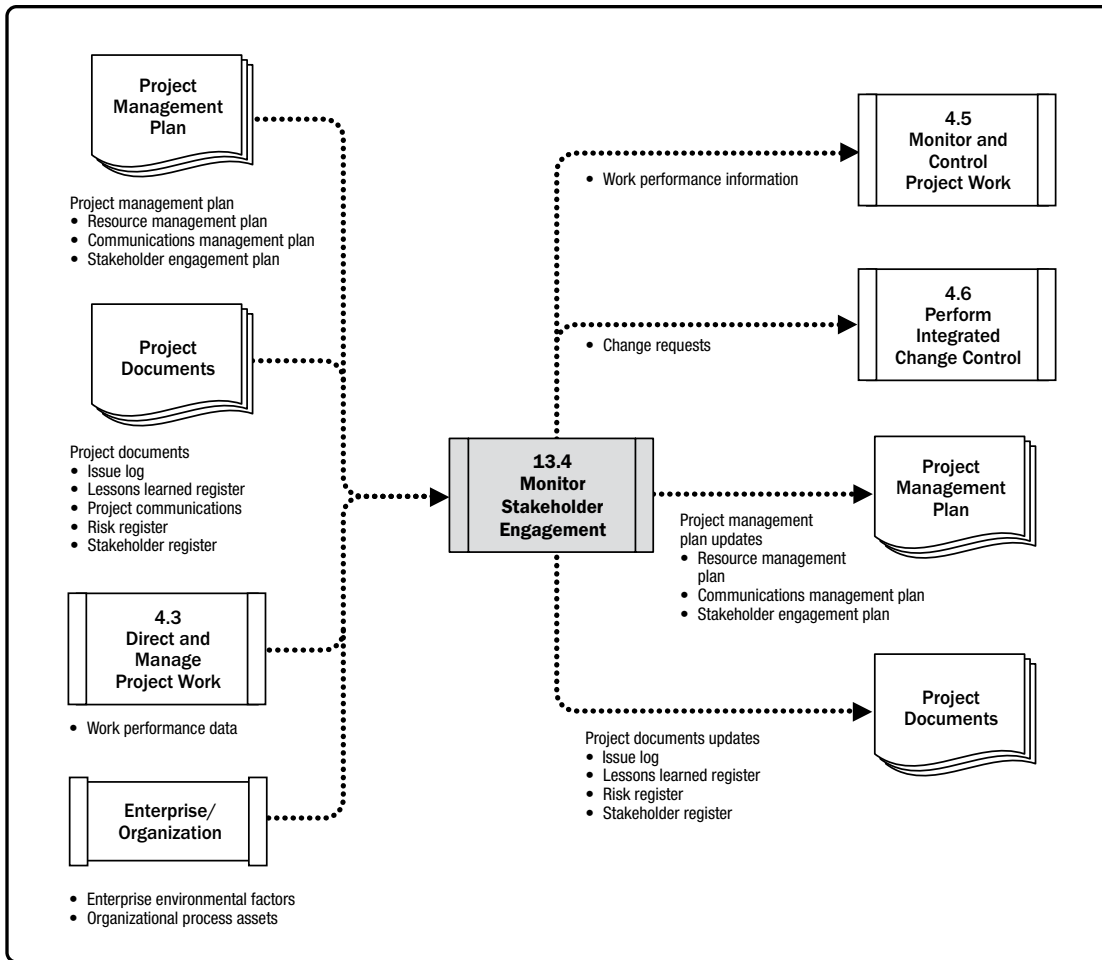 Project
Management
Plan
Project management plan
• Resource management plan
• Communications management plan
• Stakeholder engagement plan
Project
Documents
Project documents
• Issue log
• Lessons learned register
• Project communications
• Risk register
• Stakeholder register
4.3
Direct and
Manage
Project Work
• Work performance data
Enterprise/
Organization
• Enterprise environmental factors
• Organizational process assets
13.4
Monitor
Stakeholder
Engagement
• Work performance information
4.5
Monitor and
Control
Project Work
• Change requests
4.6
Perform
Integrated
Change Control
Project management
plan updates
• Resource management
plan
• Communications management plan
• Stakeholder engagement plan
Project
Management
Plan
Project documents updates
• Issue log
• Lessons learned register
• Risk register
• Stakeholder register
Project
Documents